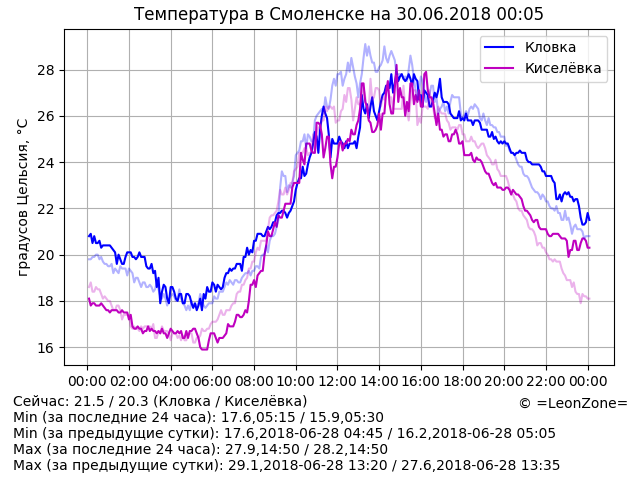 Температура в Смоленске на 30.06.2018 00:05
Кловка
Киселёвка
градусов Цельсия, °C
28
26
24
22
20
18
16
00:00 02:00 04:00 06:00 08:00 10:00 12:00 14:00 16:00 18:00 20:00 22:00 00:00
Сейчас: 21.5 / 20.3 (Кловка / Киселёвка)
© =LeonZone=
Min (за последние 24 часа): 17.6,05:15 / 15.9,05:30
Min (за предыдущие сутки): 17.6,2018-06-28 04:45 / 16.2,2018-06-28 05:05
Max (за последние 24 часа): 27.9,14:50 / 28.2,14:50
Max (за предыдущие сутки): 29.1,2018-06-28 13:20 / 27.6,2018-06-28 13:35